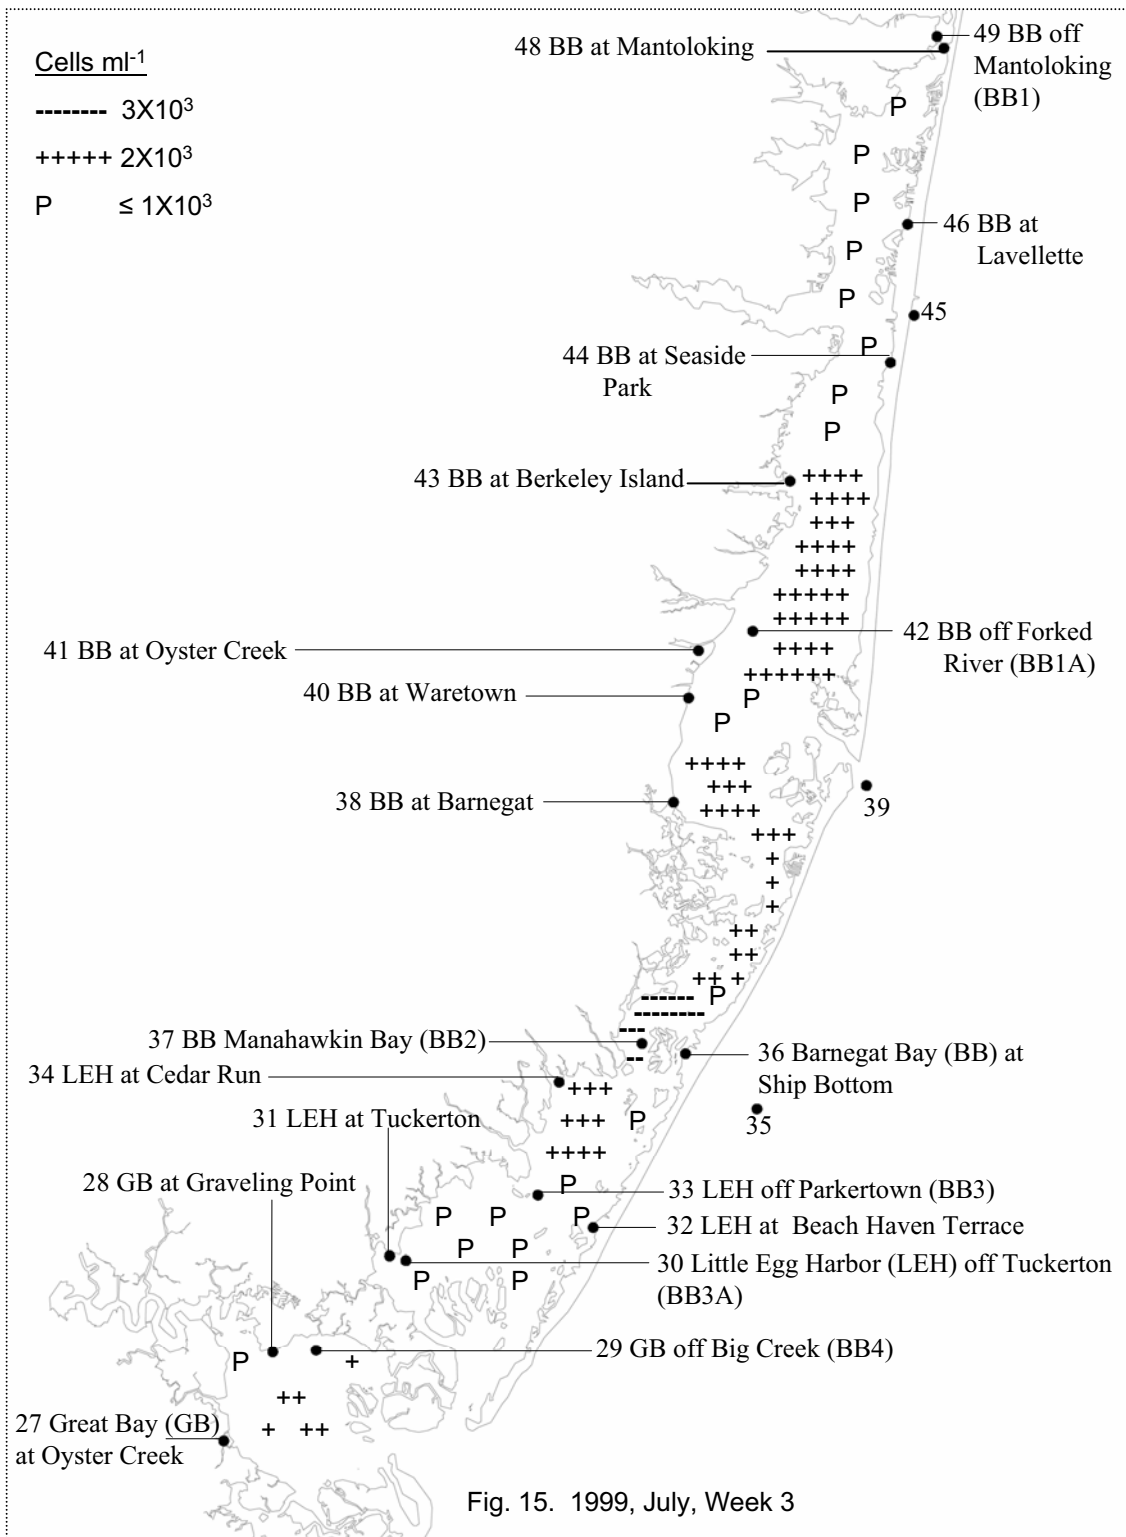 Cells ml-1
-------- 3X10³
+++++ 2X10³
P ≤ 1X10³
48 BB at Mantoloking
49 BB off
Mantoloking
(BB1)
P
P
P
46 BB at
Lavellette
P
P
45
P
44 BB at Seaside
Park
P
P
43 BB at Berkeley Island
++++
++++
+++
++++
++++
+++++
+++++
42 BB off Forked
River (BB1A)
41 BB at Oyster Creek
++++
++++++
40 BB at Waretown
P
P
++++
+++
38 BB at Barnegat
++++
39
+++
+
+
+
++
++
++ +
P
------
--------
---
37 BB Manahawkin Bay (BB2)
--
36 Barnegat Bay (BB) at
Ship Bottom
34 LEH at Cedar Run
+++
35
31 LEH at Tuckerton
+++
P
++++
28 GB at Graveling Point
P
33 LEH off Parkertown (BB3)
P P P
32 LEH at Beach Haven Terrace
P P
30 Little Egg Harbor (LEH) off Tuckerton
(BB3A)
P P
29 GB off Big Creek (BB4)
P +
++
+ ++
27 Great Bay (GB)
at Oyster Creek
Fig. 15. 1999, July, Week 3